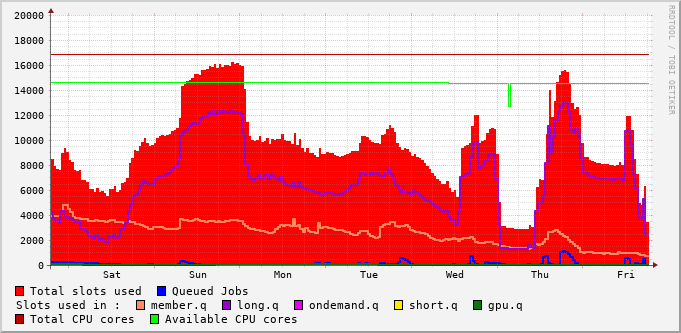 RRDTOOL / TOBI OETIKER
20000
18000
16000
14000
12000
10000
8000
6000
4000
2000
0
Sat Sun Mon Tue Wed Thu Fri
Total slots used Queued Jobs
Slots used in : member.q long.q ondemand.q short.q gpu.q
Total CPU cores Available CPU cores